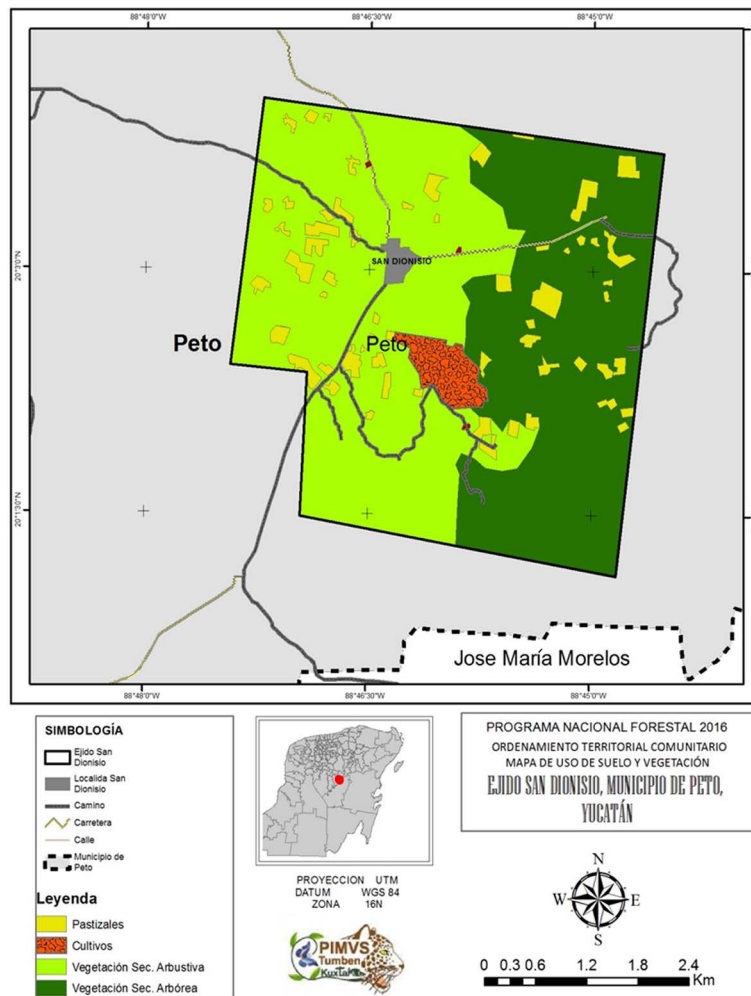 88°48'0"W 88°46'30"W 88°45'0"W
20°3'0"N
20°1'30"N
SAN DIONISIO
Peto
Peto
Jose María Morelos
88°48'0"W 88°46'30"W 88°45'0"W
SIMBOLOGÍA
Ejido San
Dionisio
Localida San
Dionisio
Camino
Carretera
Calle
Municipio de
Peto
Leyenda
Pastizales
Cultivos
Vegetación Sec. Arbustiva
Vegetación Sec. Arbórea
PROYECCION UTM
DATUM WGS 84
ZONA 16N
PIMVS
Tumben
KuxTaal
PROGRAMA NACIONAL FORESTAL 2016
ORDENAMIENTO TERRITORIAL COMUNITARIO
MAPA DE USO DE SUELO Y VEGETACIÓN
EJIDO SAN DIONISIO, MUNICIPIO DE PETO,
YUCATÁN
N
W E
S
0 0.3 0.6 1.2 1.8 2.4
Km